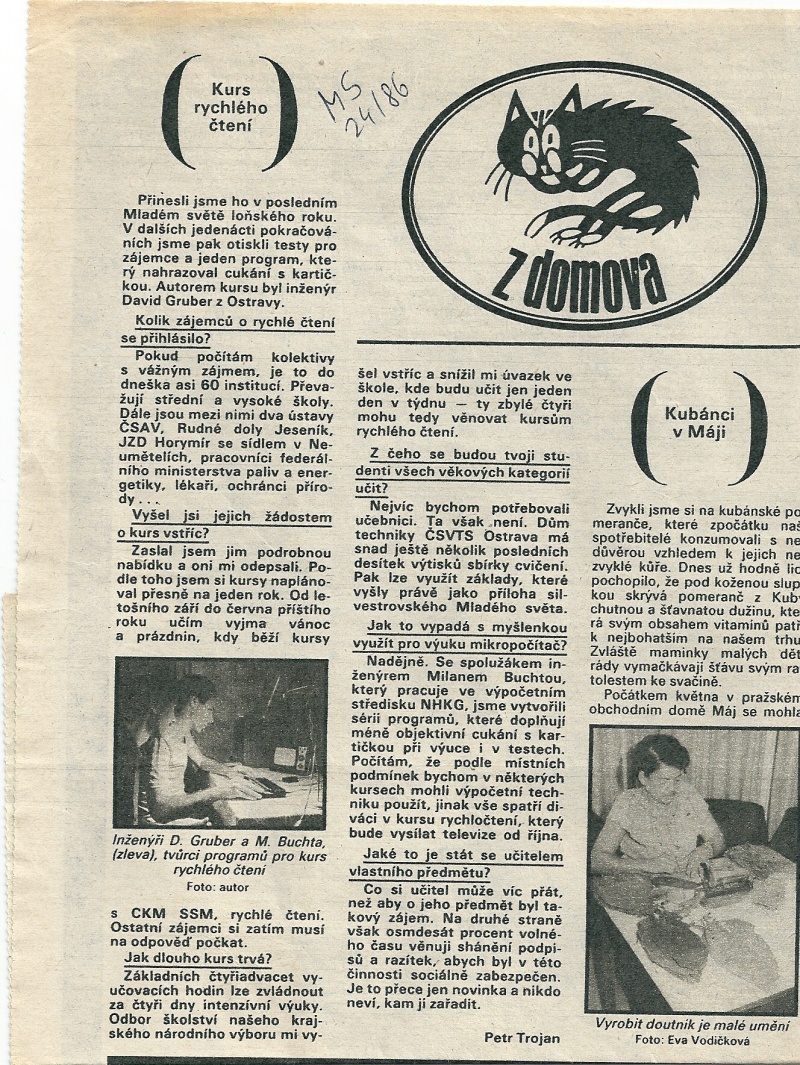 Kurs
rychlého
čtení
MS
24/86
z domova
Přinesli jsme ho v posledním
Mladém světě loňského roku.
V dalších jedenácti pokračová-
ních jsme pak otiskli testy pro
zájemce a jeden program, kte-
rý nahrazoval cukání s kartič-
kou. Autorem kursu byl inženýr
David Gruber z Ostravy.
Kolik zájemců o rychlé čtení
se přihlásilo?
Pokud počítám kolektivy
s vážným zájmem, je to do
dneška asi 60 institucí. Převa-
žují střední a vysoké školy.
Dále jsou mezi nimi dva ústavy
ČSAV, Rudné doly Jeseník,
JZD Horymír se sídlem v Ne-
umětelích, pracovníci federál-
ního ministerstva paliv a ener-
getiky, lékaři, ochránci příro-
dy . . .
Vyšel jsi jejich žádostem
o kurs vstříc?
Zaslal jsem jim podrobnou
nabídku a oni mi odepsali. Po-
dle toho jsem si kursy napláno-
val přesně na jeden rok. Od le-
tošního září do června příštího
roku učím vyjma vánoc
a prázdnin, kdy běží kursy
Inženýři D. Gruber a M. Buchta,
(zleva), tvůrci programů pro kurs
rychlého čtení
Foto: autor
s CKM SSM, rychlé čtení.
Ostatní zájemci si zatím musí
na odpověď počkat.
Jak dlouho kurs trvá?
Základních čtyřiadvacet vy-
učovacích hodin lze zvládnout
za čtyři dny intenzívní výuky.
Odbor školství našeho kraj-
ského národního výboru mi vy-
šel vstříc a snížil mi úvazek ve
škole, kde budu učit jen jeden
den v týdnu — ty zbylé čtyři
mohu tedy věnovat kursům
rychlého čtení.
Z čeho se budou tvoji stu-
denti všech věkových kategorií
učit?
Nejvíc bychom potřebovali
učebnici. Ta však není. Dům
techniky ČSVTS Ostrava má
snad ještě několik posledních
desítek výtisků sbírky cvičení.
Pak lze využít základy, které
vyšly právě jako příloha sil-
vestrovského Mladého světa.
Jak to vypadá s myšlenkou
využít pro výuku mikropočítač?
Nadějně. Se spolužákem in-
ženýrem Milanem Buchtou,
který pracuje ve výpočetním
středisku NHKG, jsme vytvořili
sérii programů, které doplňují
méně objektivní cukání s kar-
tičkou při výuce i v testech.
Počítám, že podle místních
podmínek bychom v některých
kursech mohli výpočetní tech-
niku použít, jinak vše spatří di-
váci v kursu rychločtení, který
bude vysílat televize od října.
Jaké to je stát se učitelem
vlastního předmětu?
Co si učitel může víc přát,
než aby o jeho předmět byl ta-
kový zájem. Na druhé straně
však osmdesát procent volné-
ho času věnuji shánění podpi-
sů a razítek, abych byl v této
činnosti sociálně zabezpečen.
Je to přece jen novinka a nikdo
neví, kam ji zařadit.
Petr Trojan
Kubánci
v Máji
Zvykli jsme si na kubánské po
meranče, které zpočátku naš
spotřebitelé konzumovali s ne
důvěrou vzhledem k jejich ne
zvyklé kůře. Dnes už hodně lid
pochopilo, že pod koženou slup
kou skrývá pomeranč z Kub
chutnou a šťavnatou dužinu, kte
rá svým obsahem vitamínů patř
k nejbohatším na našem trhu
Zvláště maminky malých dět
rády vymačkávají šťávu svým ra
tolestem ke svačině.
Počátkem května v pražském
obchodním domě Máj se mohla
Vyrobit doutník je malé umění
Foto: Eva Vodičková